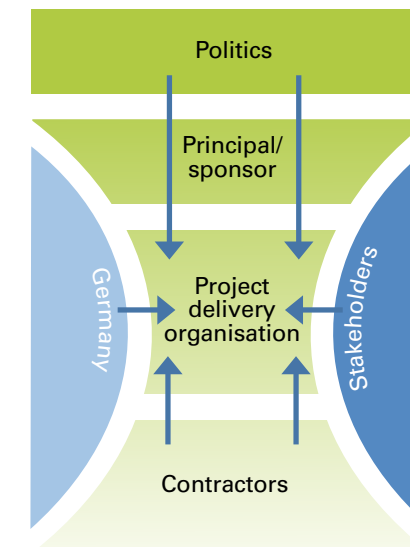 Politics
Principal/
sponsor
Germany
Project
delivery
organisation
Stakeholders
Contractors